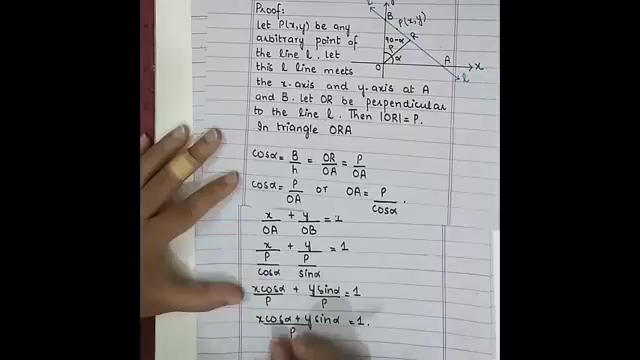 Proof:
Let P(x,y) be any
arbitrary point of
the line l. Let
this l line meets
the x-axis and y-axis at A
and B. Let OR be perpendicular
to the line l. Then |OR|=P.
In triangle ORA
cosα = B/h = OR/OA = P/OA
cosα = P/OA or OA = P/cosα
x/OA + y/OB = 1
x/(P/cosα) + y/(P/sinα) = 1
xcosα/P + ysinα/P = 1
(xcosα + ysinα)/P = 1.
B
P(x,y)
R
90-α
P
α
O
A
x
l